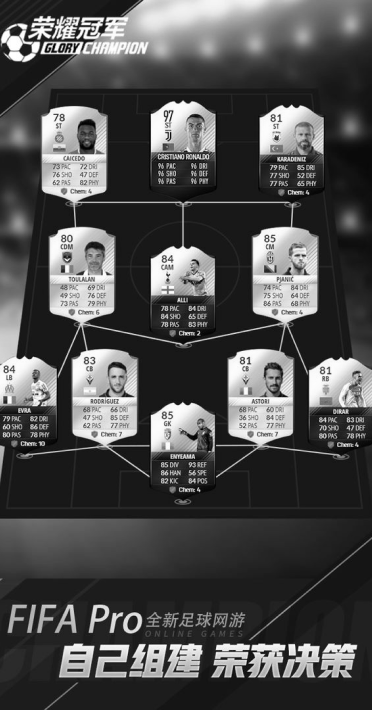 荣耀冠军
GLORY CHAMPION
78
ST
CAICEDO
73 PAC 72 DRI
76 SHO 47 DEF
62 PAS 82 PHY
Chem: 4
97
ST
CRISTIANO RONALDO
96 PAC 96 DRI
96 SHO 96 DEF
96 PAS 96 PHY
81
ST
KARADENIZ
79 PAC 85 DRI
77 SHO 52 DEF
77 PAS 65 PHY
Chem: 4
80
CDM
TOULALAN
48 PAC 69 DRI
49 SHO 76 DEF
73 PAS 79 PHY
Chem: 6
84
CAM
ALLI
78 PAC 84 DRI
84 SHO 65 DEF
78 PAS 83 PHY
Chem: 2
85
CM
PJANIĆ
74 PAC 84 DRI
75 SHO 68 DEF
86 PAS 68 PHY
Chem: 4
84
LB
EVRA
79 PAC 82 DRI
60 SHO 86 DEF
80 PAS 78 PHY
Chem: 10
83
CB
RODRÍGUEZ
68 PAC 66 DRI
47 SHO 85 DEF
62 PAS 77 PHY
Chem: 7
85
GK
ENYEAMA
85 DIV 93 REF
86 HAN 56 SPE
82 KIC 84 POS
Chem: 4
81
CB
ASTORI
68 PAC 60 DRI
36 SHO 84 DEF
52 PAS 77 PHY
Chem: 7
81
RB
DIRAR
84 PAC 83 DRI
70 SHO 47 DEF
80 PAS 78 PHY
Chem: 4
FIFA Pro 全新足球网游
ONLINE GAMES
自己组建 荣获决策